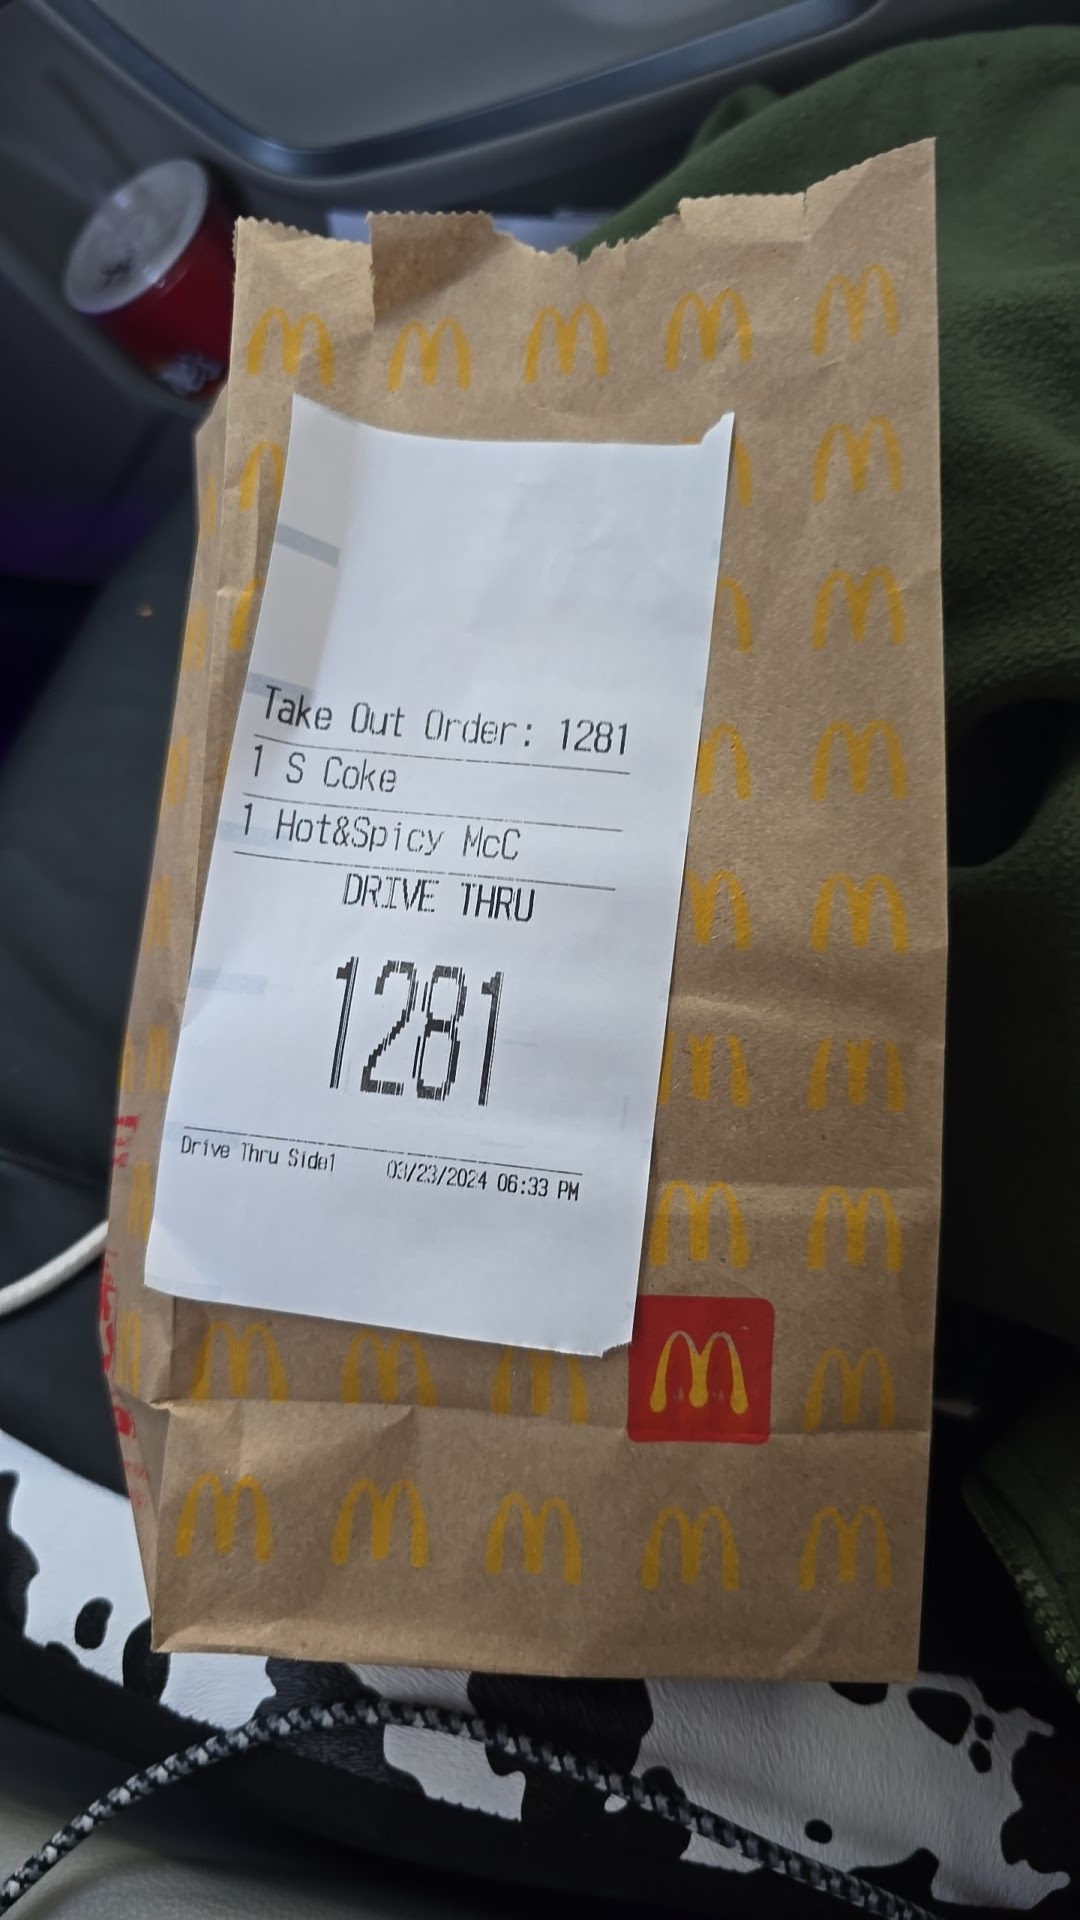 Take Out Order: 1281
1 S Coke
1 Hot&Spicy McC
DRIVE THRU
1281
Drive Thru Side1 03/23/2024 06:33 PM